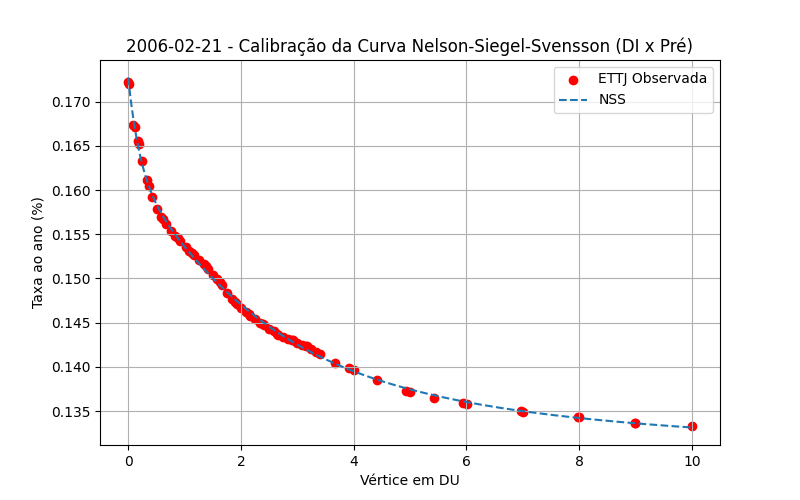 2006-02-21 - Calibração da Curva Nelson-Siegel-Svensson (DI x Pré)
ETTJ Observada
NSS
Taxa ao ano (%)
0.170
0.165
0.160
0.155
0.150
0.145
0.140
0.135
0 2 4 6 8 10
Vértice em DU